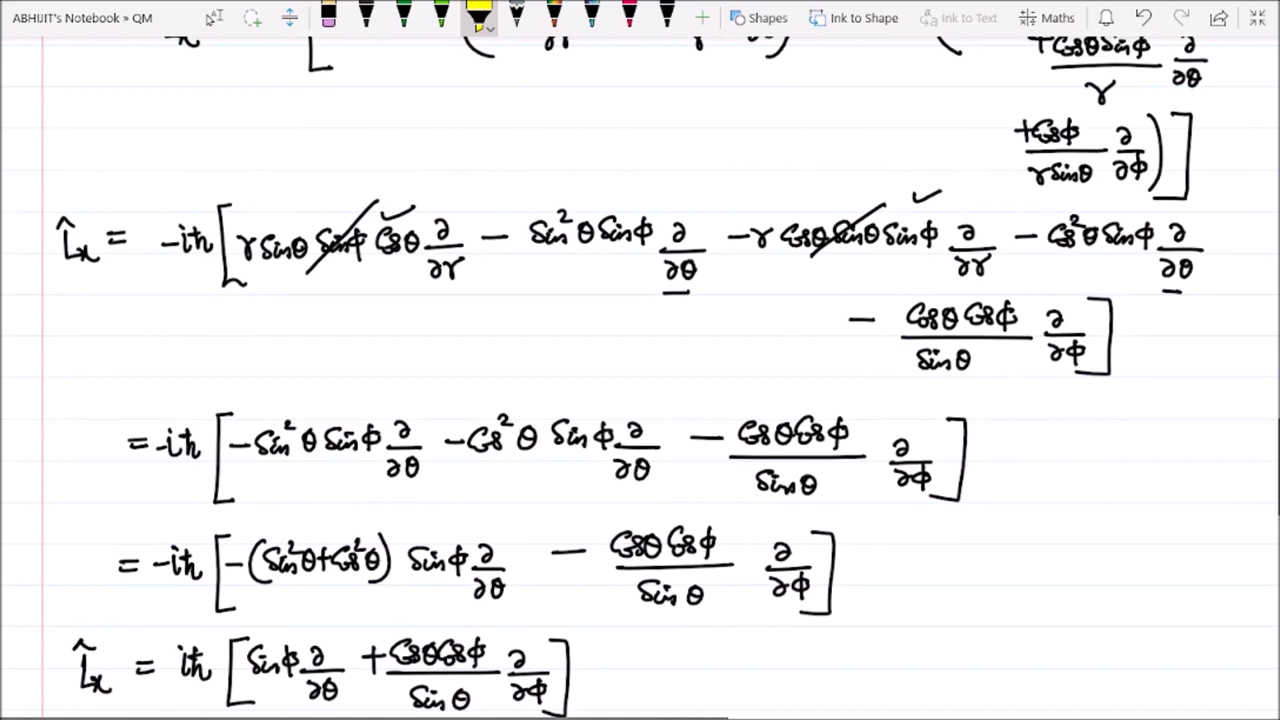 ABHIJIT's Notebook » QM Shapes Ink to Shape Ink to Text Maths
+Cosθ Sinϕ/r ∂/∂θ
+Cosϕ/(r Sinθ) ∂/∂ϕ)]
L̂x = -iħ [r Sinθ Sinϕ Cosθ ∂/∂r - Sin²θ Sinϕ ∂/∂θ - r Cosθ Sinθ Sinϕ ∂/∂r - Cos²θ Sinϕ ∂/∂θ
- Cosθ Cosϕ/Sinθ ∂/∂ϕ]
= -iħ [-Sin²θ Sinϕ ∂/∂θ - Cos²θ Sinϕ ∂/∂θ - Cosθ Cosϕ/Sinθ ∂/∂ϕ]
= -iħ [-(Sin²θ+Cos²θ) Sinϕ ∂/∂θ - Cosθ Cosϕ/Sinθ ∂/∂ϕ]
L̂x = iħ [Sinϕ ∂/∂θ + Cosθ Cosϕ/Sinθ ∂/∂ϕ]